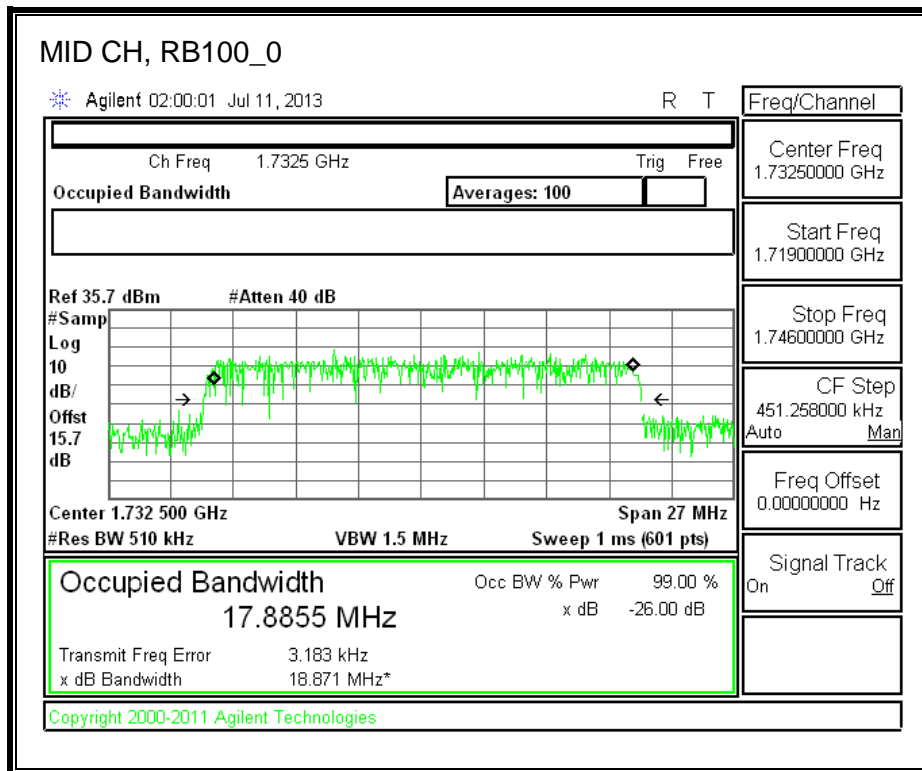 MID CH, RB100_0
Agilent 02:00:01 Jul 11, 2013 R T
Freq/Channel
Ch Freq 1.7325 GHz Trig Free
Occupied Bandwidth Averages: 100
Center Freq
1.73250000 GHz
Start Freq
1.71900000 GHz
Stop Freq
1.74600000 GHz
CF Step
451.258000 kHz
Auto Man
Freq Offset
0.00000000 Hz
Signal Track
On Off
Ref 35.7 dBm #Atten 40 dB
#Samp
Log
10
dB/
Offst
15.7
dB
Center 1.732 500 GHz Span 27 MHz
#Res BW 510 kHz VBW 1.5 MHz Sweep 1 ms (601 pts)
Occupied Bandwidth Occ BW % Pwr 99.00 %
17.8855 MHz x dB -26.00 dB
Transmit Freq Error 3.183 kHz
x dB Bandwidth 18.871 MHz*
Copyright 2000-2011 Agilent Technologies